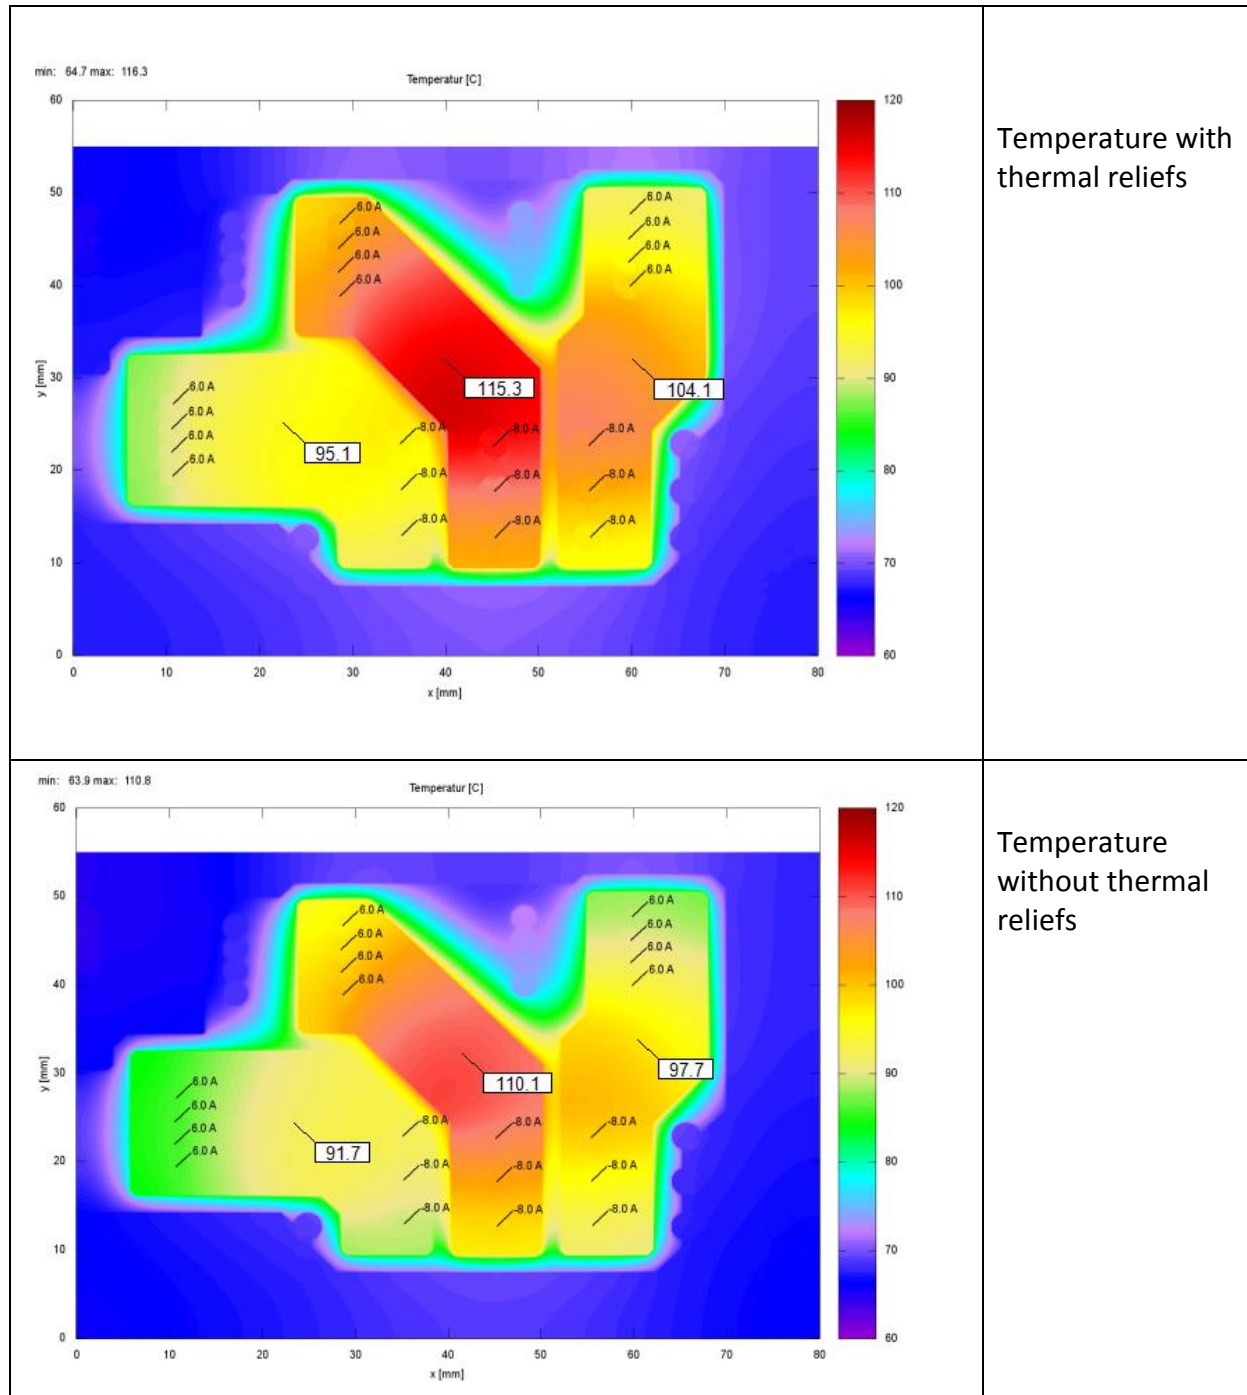 min: 64.7 max: 116.3
Temperatur [C]
60
50
40
30
20
10
0
y [mm]
0 10 20 30 40 50 60 70 80
x [mm]
120
110
100
90
80
70
60
6.0 A
6.0 A
6.0 A
6.0 A
6.0 A
6.0 A
6.0 A
6.0 A
6.0 A
6.0 A
6.0 A
6.0 A
-8.0 A
-8.0 A
-8.0 A
-8.0 A
-8.0 A
-8.0 A
-8.0 A
-8.0 A
-8.0 A
115.3
104.1
95.1
Temperature with
thermal reliefs
min: 63.9 max: 110.8
Temperatur [C]
60
50
40
30
20
10
0
y [mm]
0 10 20 30 40 50 60 70 80
x [mm]
120
110
100
90
80
70
60
6.0 A
6.0 A
6.0 A
6.0 A
6.0 A
6.0 A
6.0 A
6.0 A
6.0 A
6.0 A
6.0 A
6.0 A
-8.0 A
-8.0 A
-8.0 A
-8.0 A
-8.0 A
-8.0 A
-8.0 A
-8.0 A
-8.0 A
110.1
97.7
91.7
Temperature
without thermal
reliefs